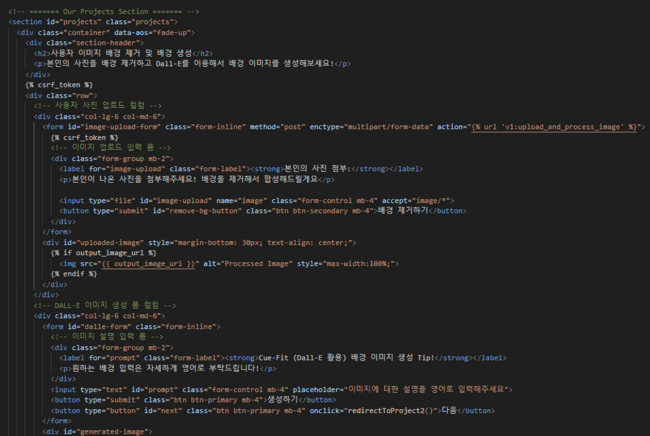 <!-- ======= Our Projects Section ======= -->
<section id="projects" class="projects">
<div class="container" data-aos="fade-up">
<div class="section-header">
<h2>사용자 이미지 배경 제거 및 배경 생성</h2>
<p>본인의 사진을 배경 제거하고 Dall-E를 이용해서 배경 이미지를 생성해보세요!</p>
</div>
{% csrf_token %}
<div class="row">
<!-- 사용자 사진 업로드 컬럼 -->
<div class="col-lg-6 col-md-6">
<form id="image-upload-form" class="form-inline" method="post" enctype="multipart/form-data" action="{% url 'v1:upload_and_process_image' %}">
{% csrf_token %}
<!-- 이미지 업로드 입력 폼 -->
<div class="form-group mb-2">
<label for="image-upload" class="form-label"><strong>본인의 사진 첨부!</strong></label>
<p>본인이 나온 사진을 첨부해주세요! 배경을 제거해서 합성해드릴게요</p>
<input type="file" id="image-upload" name="image" class="form-control mb-4" accept="image/*">
<button type="submit" id="remove-bg-button" class="btn btn-secondary mb-4">배경 제거하기</button>
</div>
</form>
<div id="uploaded-image" style="margin-bottom: 30px; text-align: center;">
{% if output_image_url %}
<img src="{{ output_image_url }}" alt="Processed Image" style="max-width:100%;">
{% endif %}
</div>
</div>
<!-- DALL-E 이미지 생성 폼 컬럼 -->
<div class="col-lg-6 col-md-6">
<form id="dalle-form" class="form-inline">
<!-- 이미지 설명 입력 폼 -->
<div class="form-group mb-2">
<label for="prompt" class="form-label"><strong>Cue-Fit (Dall-E 활용) 배경 이미지 생성 Tip!</strong></label>
<p>원하는 배경 입력은 자세하게 영어로 부탁드립니다!</p>
</div>
<input type="text" id="prompt" class="form-control mb-4" placeholder="이미지에 대한 설명을 영어로 입력해주세요">
<button type="submit" class="btn btn-primary mb-4">생성하기</button>
<button type="button" id="next" class="btn btn-primary mb-4" onclick="redirectToProject2()">다음</button>
</form>
<div id="generated-image">